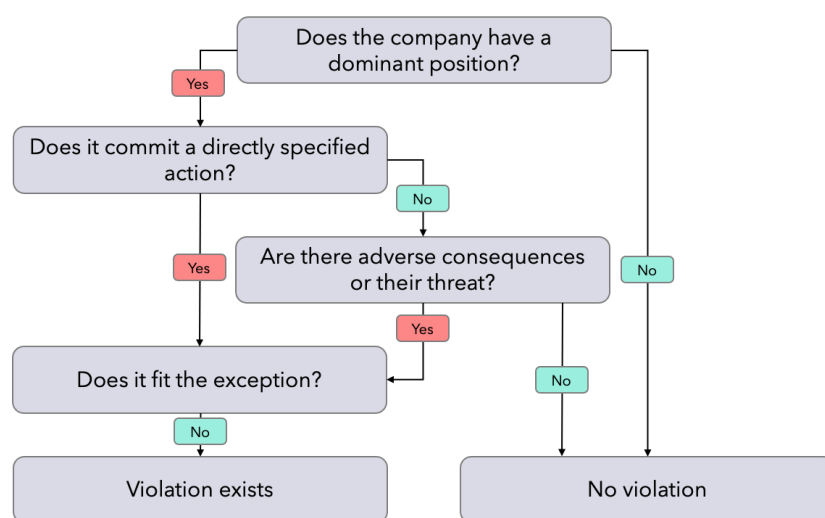 Does the company have a
dominant position?
Yes
Does it commit a directly specified
action?
No
Are there adverse consequences
or their threat?
Yes
No
Yes
No
Does it fit the exception?
No
Violation exists
No violation